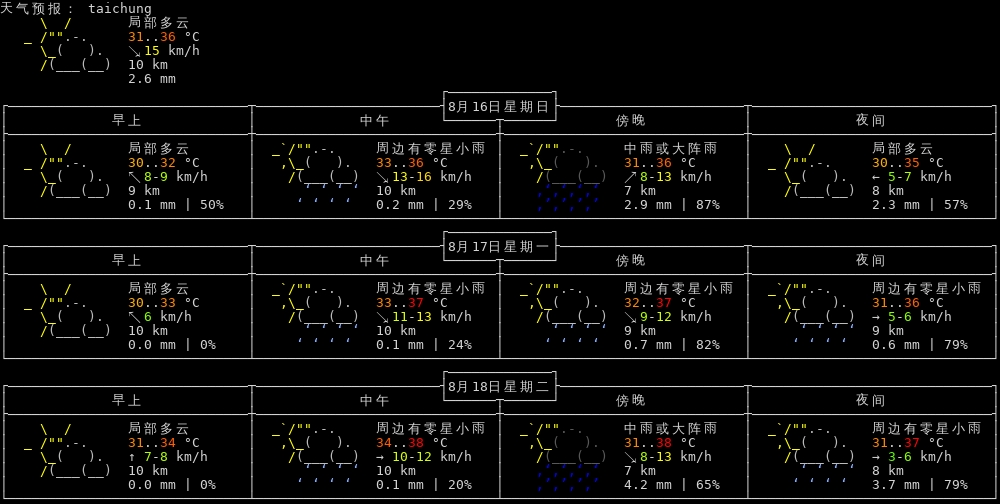 天气预报： taichung
局部多云
31..36 °C
↘ 15 km/h
10 km
2.6 mm
8月16日星期日
早上 中午 傍晚 夜间
局部多云 周边有零星小雨 中雨或大阵雨 局部多云
30..32 °C 33..36 °C 31..36 °C 30..35 °C
↖ 8-9 km/h ↘ 13-16 km/h ↗ 8-13 km/h ← 5-7 km/h
9 km 10 km 7 km 8 km
0.1 mm | 50% 0.2 mm | 29% 2.9 mm | 87% 2.3 mm | 57%
8月17日星期一
早上 中午 傍晚 夜间
局部多云 周边有零星小雨 周边有零星小雨 周边有零星小雨
30..33 °C 33..37 °C 32..37 °C 31..36 °C
↖ 6 km/h ↘ 11-13 km/h ↘ 9-12 km/h → 5-6 km/h
10 km 10 km 9 km 9 km
0.0 mm | 0% 0.1 mm | 24% 0.7 mm | 82% 0.6 mm | 79%
8月18日星期二
早上 中午 傍晚 夜间
局部多云 周边有零星小雨 中雨或大阵雨 周边有零星小雨
31..34 °C 34..38 °C 31..38 °C 31..37 °C
↑ 7-8 km/h → 10-12 km/h ↘ 8-13 km/h → 3-6 km/h
10 km 10 km 7 km 8 km
0.0 mm | 0% 0.1 mm | 20% 4.2 mm | 65% 3.7 mm | 79%